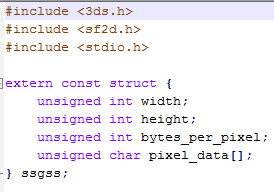 #include <3ds.h>
#include <sf2d.h>
#include <stdio.h>
extern const struct {
unsigned int width;
unsigned int height;
unsigned int bytes_per_pixel;
unsigned char pixel_data[];
} ssgss;